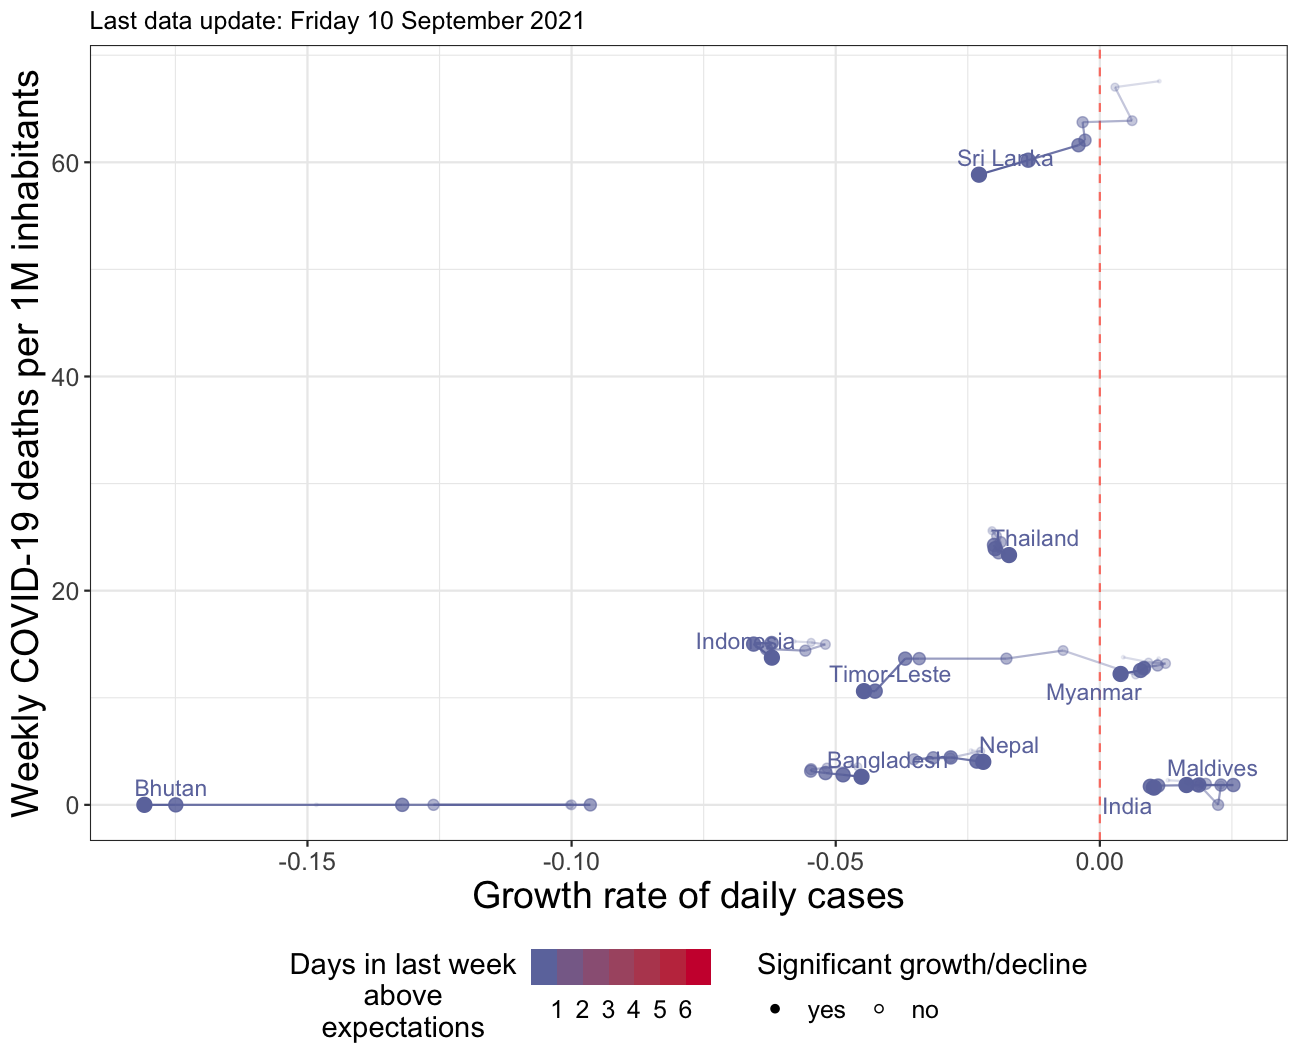 Last data update: Friday 10 September 2021
Weekly COVID-19 deaths per 1M inhabitants
60
40
20
0
Sri Lanka
Thailand
Indonesia
Timor-Leste
Myanmar
Nepal
Bangladesh
Maldives
Bhutan
India
-0.15 -0.10 -0.05 0.00
Growth rate of daily cases
Days in last week
above
expectations
1 2 3 4 5 6
Significant growth/decline
yes no